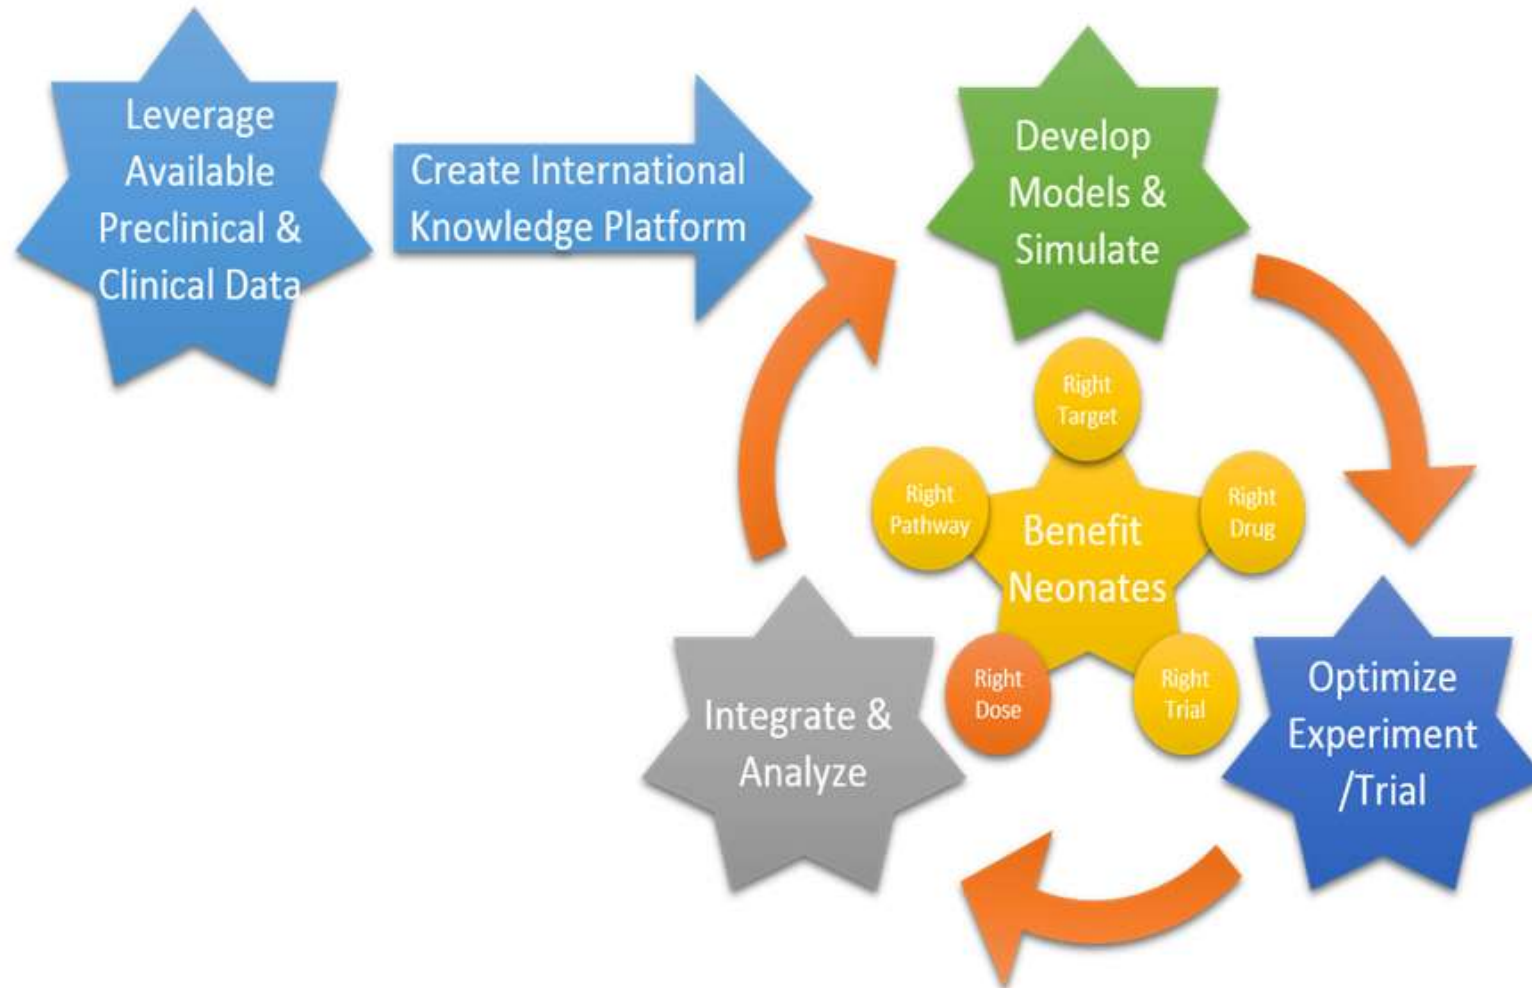 Leverage
Available
Preclinical &
Clinical Data
Create International
Knowledge Platform
Develop
Models &
Simulate
Right
Target
Right
Pathway
Right
Drug
Benefit
Neonates
Right
Dose
Right
Trial
Integrate &
Analyze
Optimize
Experiment
/Trial